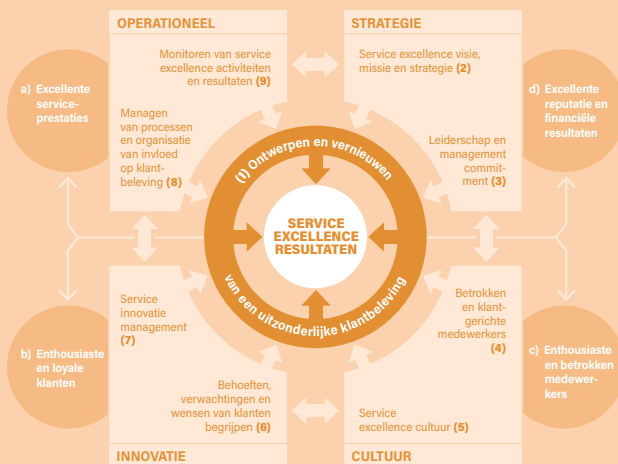 OPERATIONEEL
Monitoren van service
excellence activiteiten
en resultaten (9)
Managen
van processen
en organisatie
van invloed
op klant-
beleving (8)
STRATEGIE
Service excellence visie,
missie en strategie (2)
Leiderschap en
management
commit-
ment (3)
a) Excellente
service-
prestaties
d) Excellente
reputatie en
financiële
resultaten
(1) Ontwerpen en vernieuwen
van een uitzonderlijke klantbeleving
SERVICE
EXCELLENCE
RESULTATEN
Service
innovatie
management
(7)
Behoeften,
verwachtingen en
wensen van klanten
begrijpen (6)
INNOVATIE
Betrokken
en klant-
gerichte
medewerkers
(4)
Service
excellence cultuur (5)
CULTUUR
b) Enthousiaste
en loyale
klanten
c) Enthousiaste
en betrokken
medewer-
kers